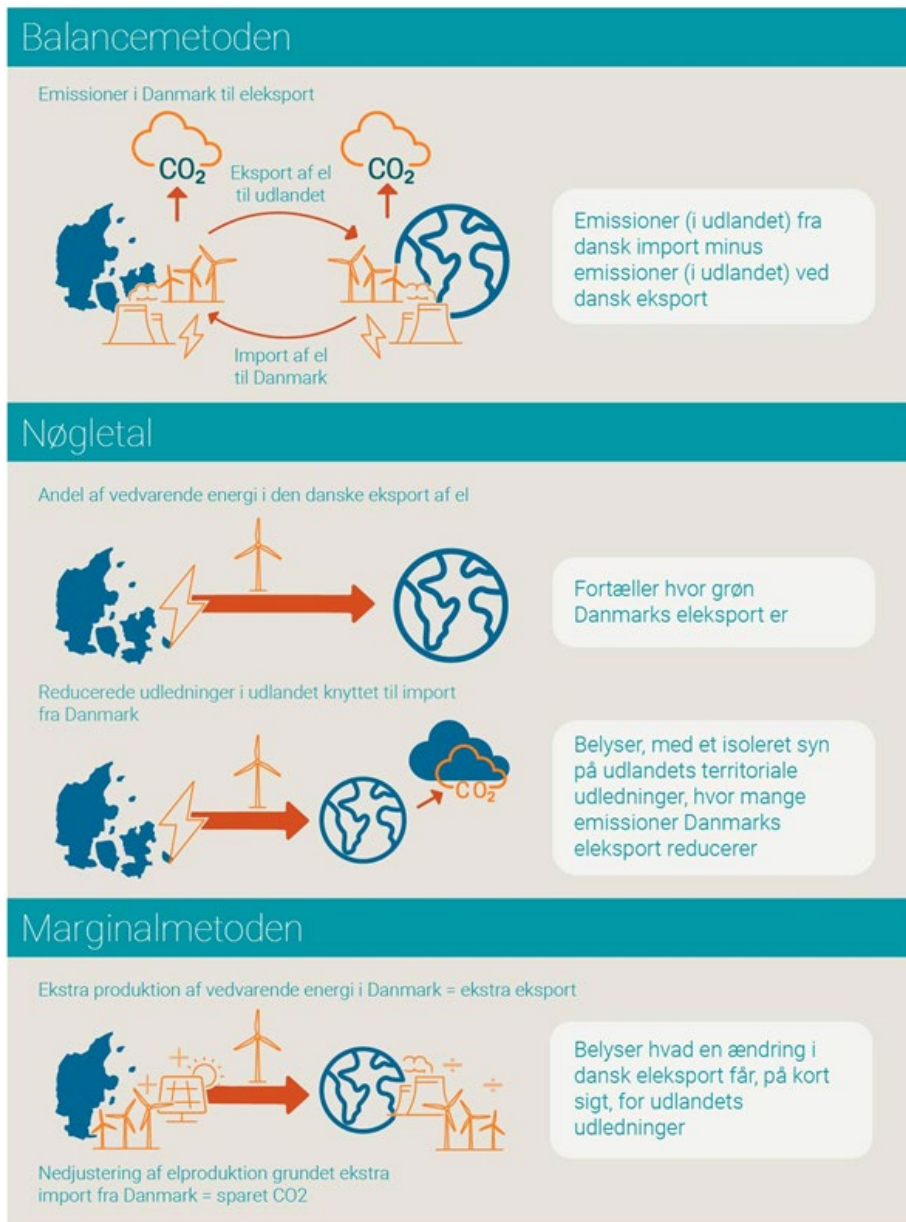 Balancemetoden
Emissioner i Danmark til eleksport
CO₂
CO₂
Eksport af el
til udlandet
Import af el
til Danmark
Emissioner (i udlandet) fra
dansk import minus
emissioner (i udlandet) ved
dansk eksport
Nøgletal
Andel af vedvarende energi i den danske eksport af el
Fortæller hvor grøn
Danmarks eleksport er
Reducerede udledninger i udlandet knyttet til import
fra Danmark
CO₂
Belyser, med et isoleret syn
på udlandets territoriale
udledninger, hvor mange
emissioner Danmarks
eleksport reducerer
Marginalmetoden
Ekstra produktion af vedvarende energi i Danmark = ekstra eksport
Belyser hvad en ændring i
dansk eleksport får, på kort
sigt, for udlandets
udledninger
Nedjustering af elproduktion grundet ekstra
import fra Danmark = sparet CO2